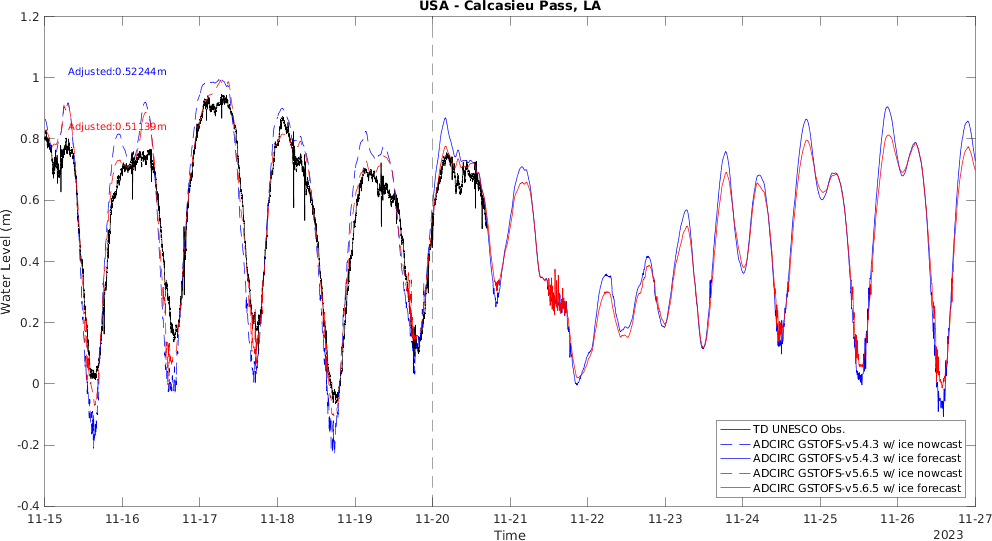 USA - Calcasieu Pass, LA
1.2
1
0.8
0.6
0.4
0.2
0
-0.2
-0.4
Water Level (m)
Adjusted:0.52244m
Adjusted:0.51139m
TD UNESCO Obs.
ADCIRC GSTOFS-v5.4.3 w/ ice nowcast
ADCIRC GSTOFS-v5.4.3 w/ ice forecast
ADCIRC GSTOFS-v5.6.5 w/ ice nowcast
ADCIRC GSTOFS-v5.6.5 w/ ice forecast
11-15 11-16 11-17 11-18 11-19 11-20 11-21 11-22 11-23 11-24 11-25 11-26 11-27
Time
2023